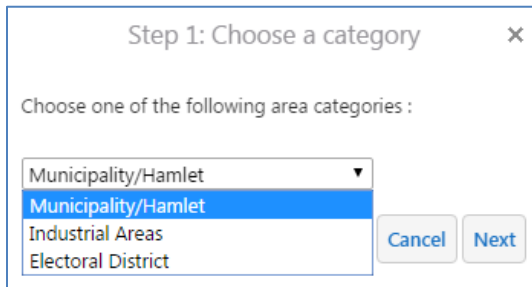 Step 1: Choose a category ×
Choose one of the following area categories :
Municipality/Hamlet ▼
Municipality/Hamlet
Industrial Areas
Electoral District
Cancel Next